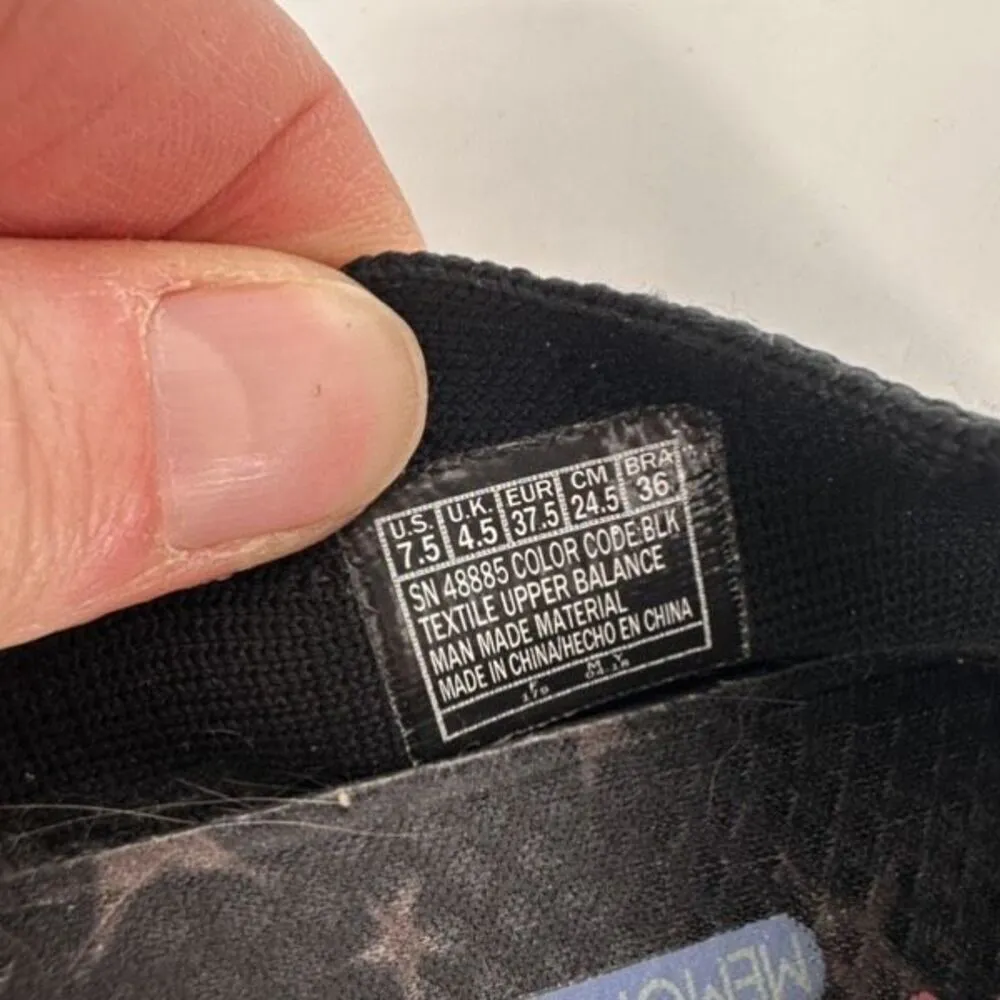 U.S. U.K. EUR CM BRA
7.5 4.5 37.5 24.5 36
SN 48885 COLOR CODE:BLK
TEXTILE UPPER BALANCE
MAN MADE MATERIAL
MADE IN CHINA/HECHO EN CHINA
F M Y